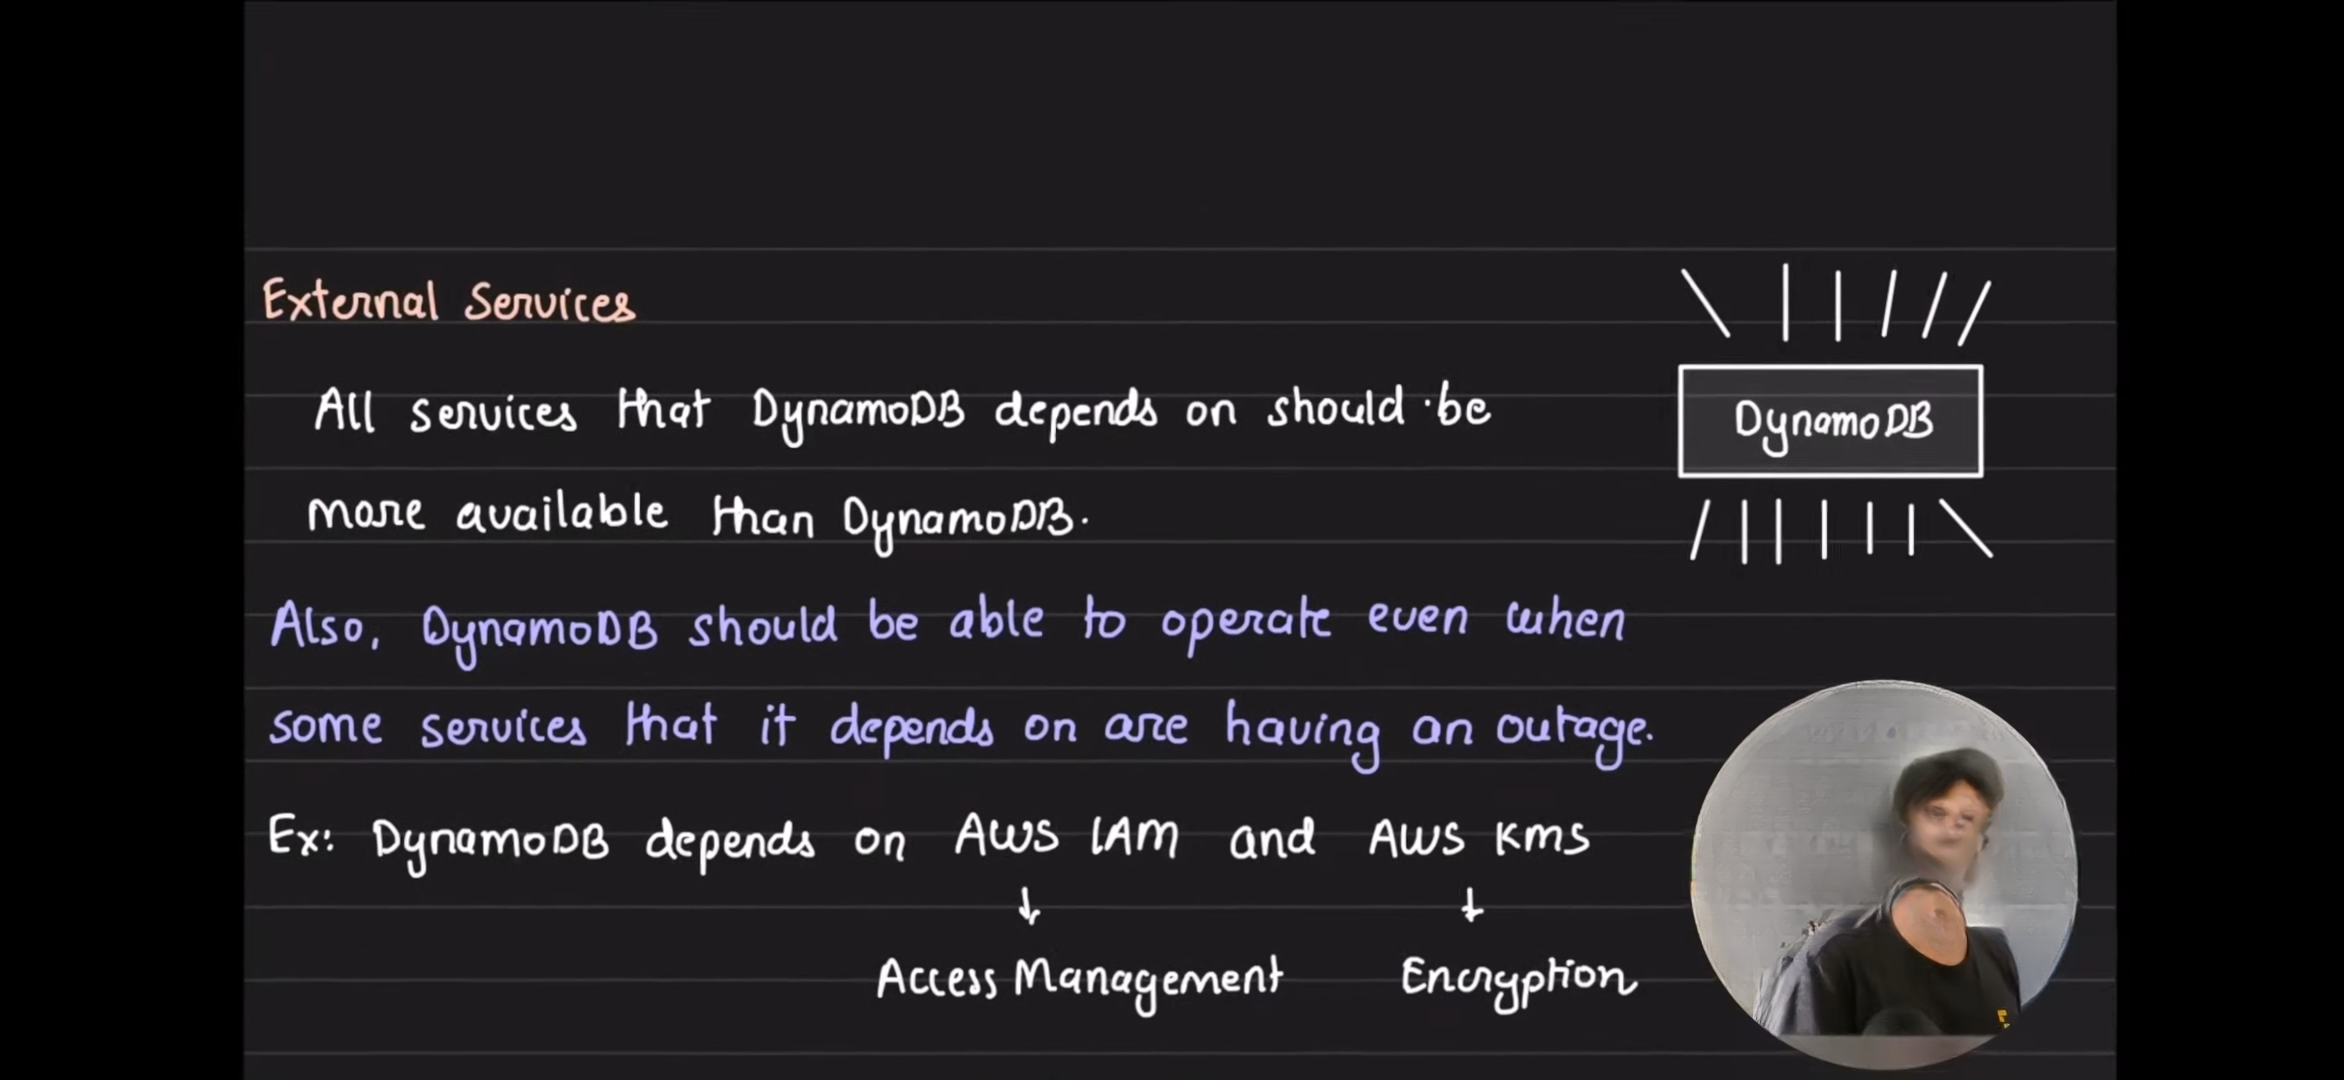 External Services
All services that DynamoDB depends on should be
more available than DynamoDB.
Also, DynamoDB should be able to operate even when
some services that it depends on are having an outage.
Ex: DynamoDB depends on AWS IAM and AWS KMS
Access Management
Encryption
DynamoDB